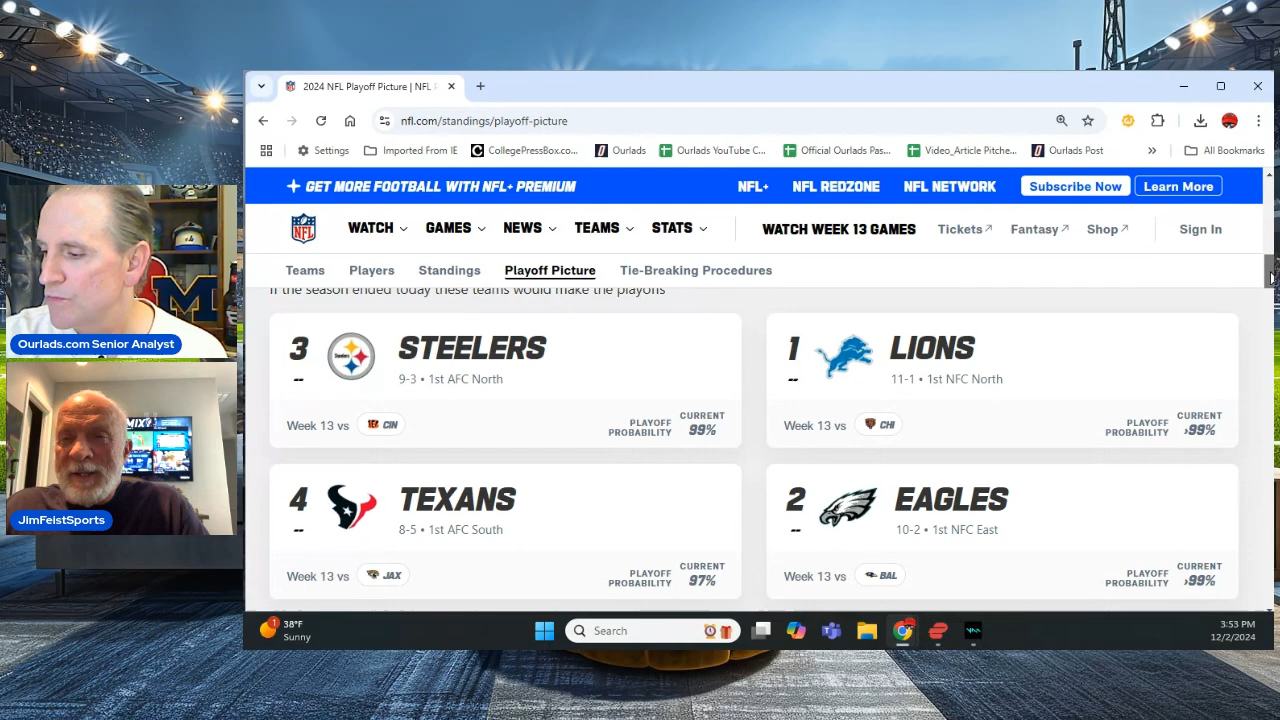 2024 NFL Playoff Picture | NFL P
nfl.com/standings/playoff-picture
Settings
Imported From IE
CollegePressBox.co...
Ourlads
Ourlads YouTube C...
Official Ourlads Pas...
Video_Article Pitche...
Ourlads Post
»
All Bookmarks
GET MORE FOOTBALL WITH NFL+ PREMIUM
NFL+
NFL REDZONE
NFL NETWORK
Subscribe Now
Learn More
NFL
WATCH
GAMES
NEWS
TEAMS
STATS
WATCH WEEK 13 GAMES
Tickets
Fantasy
Shop
Sign In
Teams
Players
Standings
Playoff Picture
Tie-Breaking Procedures
If the season ended today these teams would make the playoffs
3
--
Steelers
STEELERS
9-3 • 1st AFC North
Week 13 vs
CIN
PLAYOFF
PROBABILITY
CURRENT
99%
1
--
LIONS
11-1 • 1st NFC North
Week 13 vs
CHI
PLAYOFF
PROBABILITY
CURRENT
>99%
4
--
TEXANS
8-5 • 1st AFC South
Week 13 vs
JAX
PLAYOFF
PROBABILITY
CURRENT
97%
2
--
EAGLES
10-2 • 1st NFC East
Week 13 vs
BAL
PLAYOFF
PROBABILITY
CURRENT
>99%
M
Ourlads.com Senior Analyst
MIX
JimFeistSports
1
38°F
Sunny
Search
3:53 PM
12/2/2024